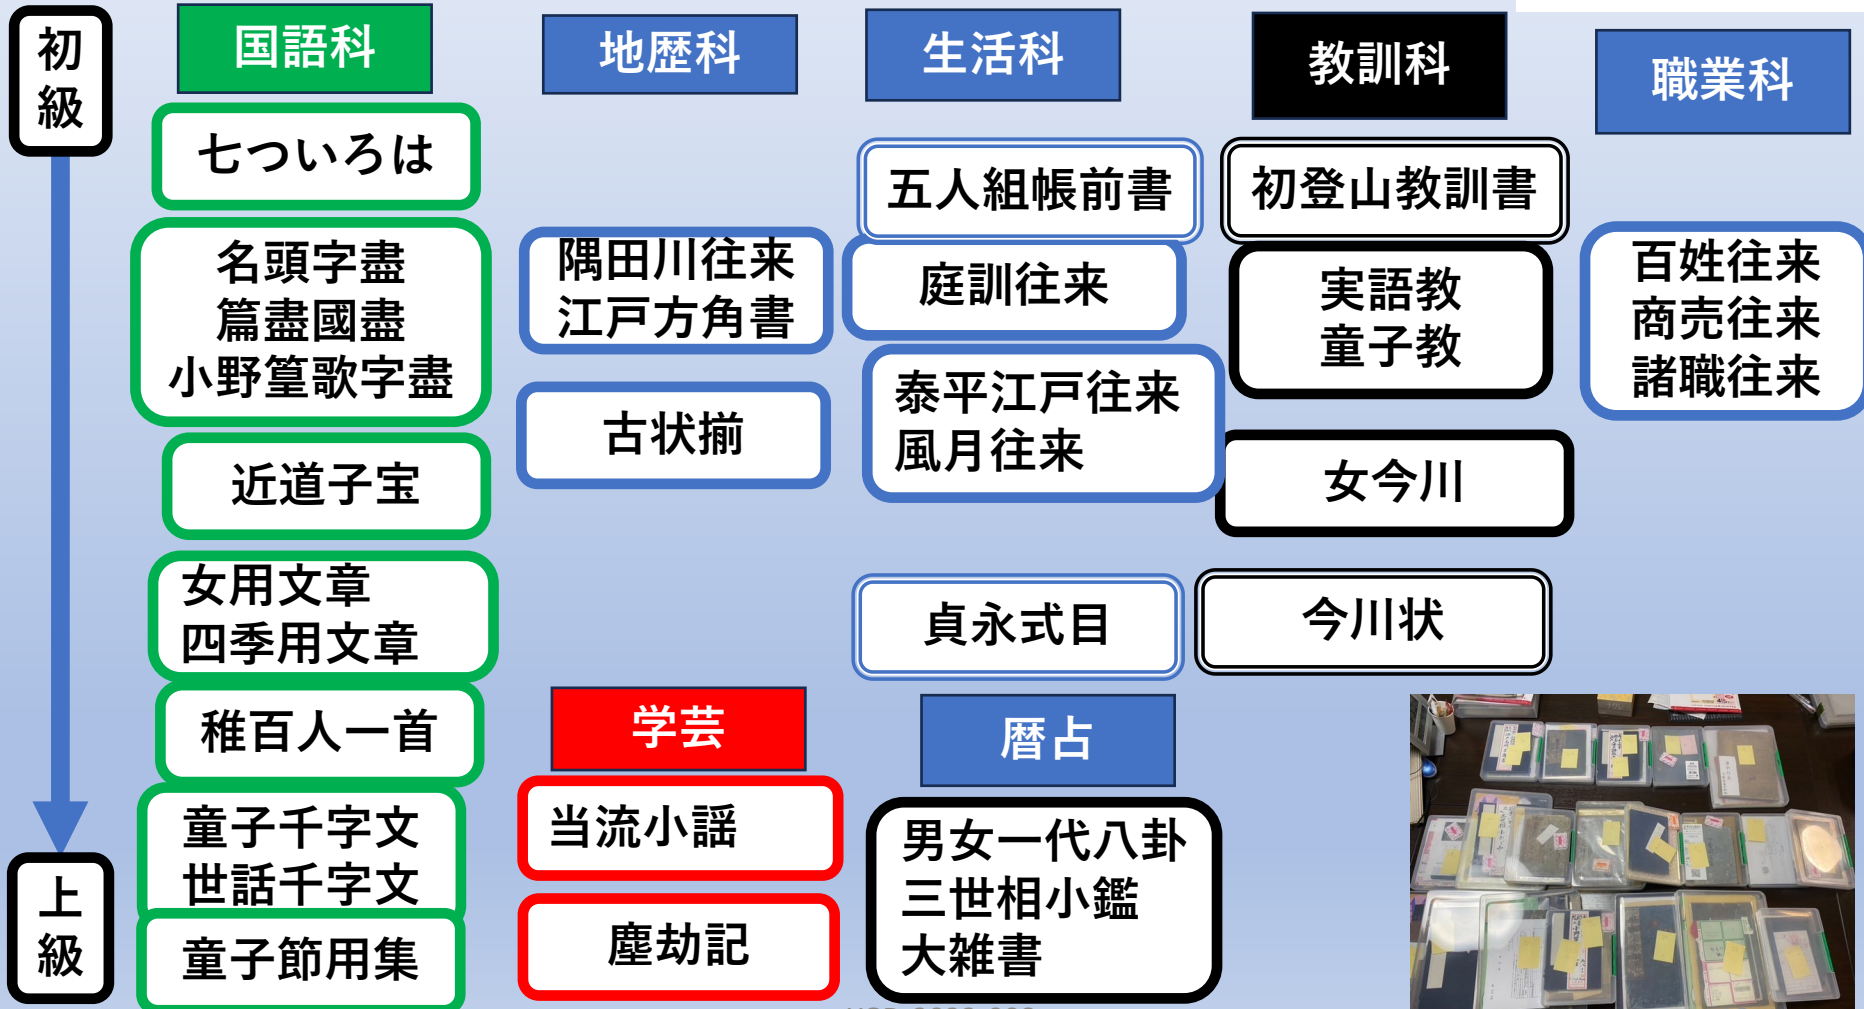 初級
国語科
七ついろは
名頭字盡
篇盡國盡
小野篁歌字盡
近道子宝
女用文章
四季用文章
稚百人一首
童子千字文
世話千字文
童子節用集
上級
地歴科
隅田川往来
江戸方角書
古状揃
学芸
当流小謡
塵劫記
生活科
五人組帳前書
庭訓往来
泰平江戸往来
風月往来
貞永式目
暦占
男女一代八卦
三世相小鑑
大雑書
教訓科
初登山教訓書
実語教
童子教
女今川
今川状
職業科
百姓往来
商売往来
諸職往来